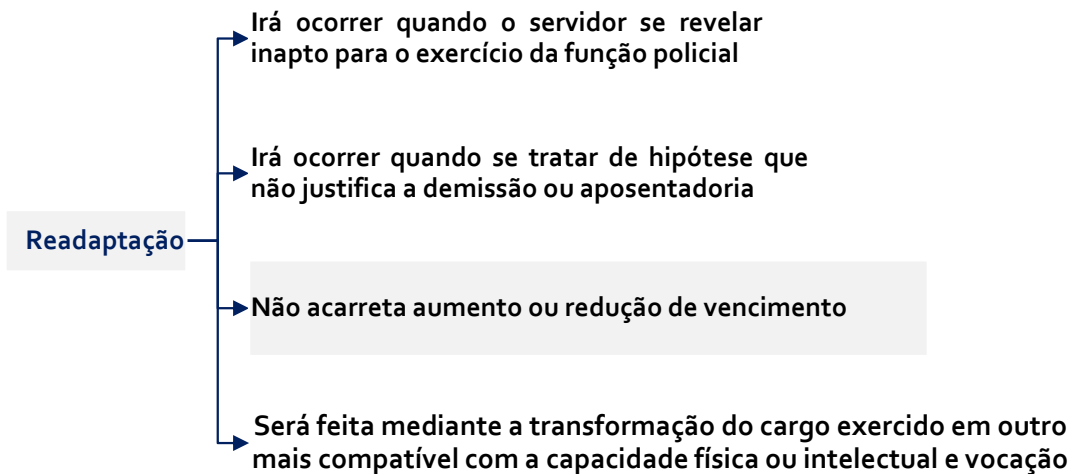 Irá ocorrer quando o servidor se revelar
inapto para o exercício da função policial
Irá ocorrer quando se tratar de hipótese que
não justifica a demissão ou aposentadoria
Readaptação
Não acarreta aumento ou redução de vencimento
Será feita mediante a transformação do cargo exercido em outro
mais compatível com a capacidade física ou intelectual e vocação